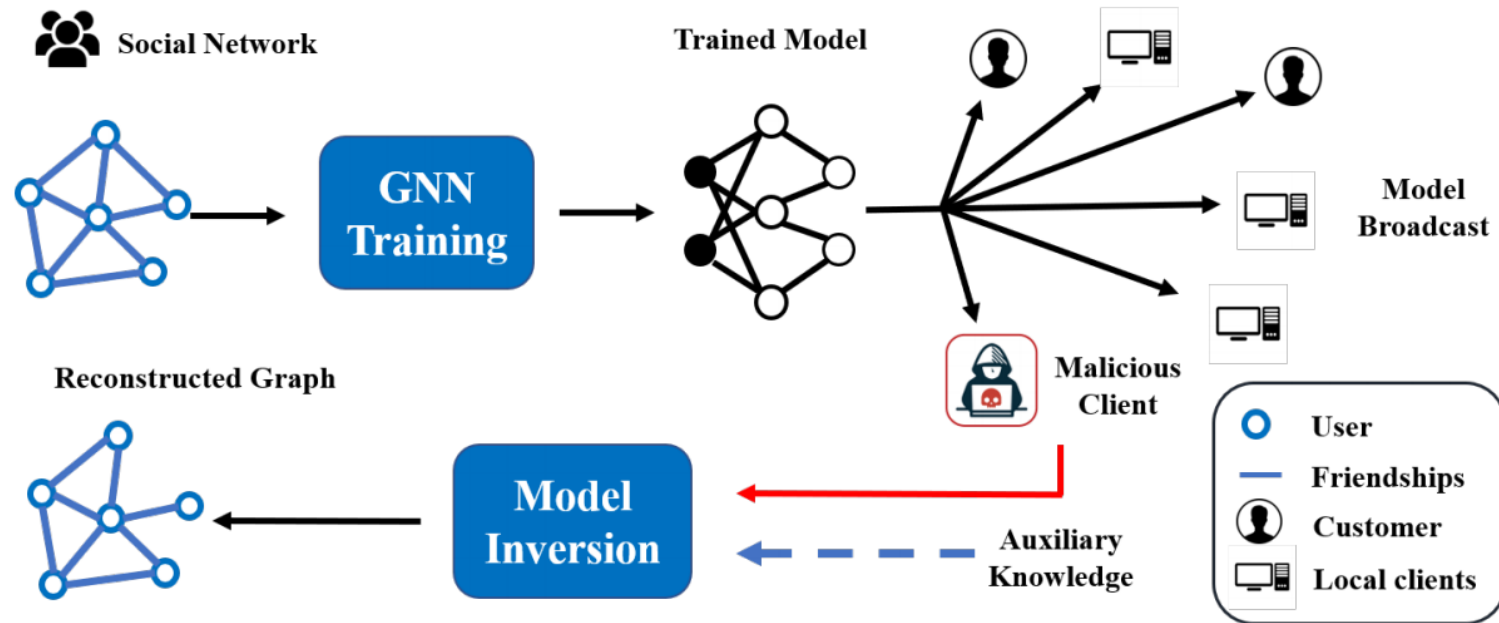 Social Network
Trained Model
GNN
Training
Model
Broadcast
Reconstructed Graph
Malicious
Client
Model
Inversion
Auxiliary
Knowledge
User
Friendships
Customer
Local clients